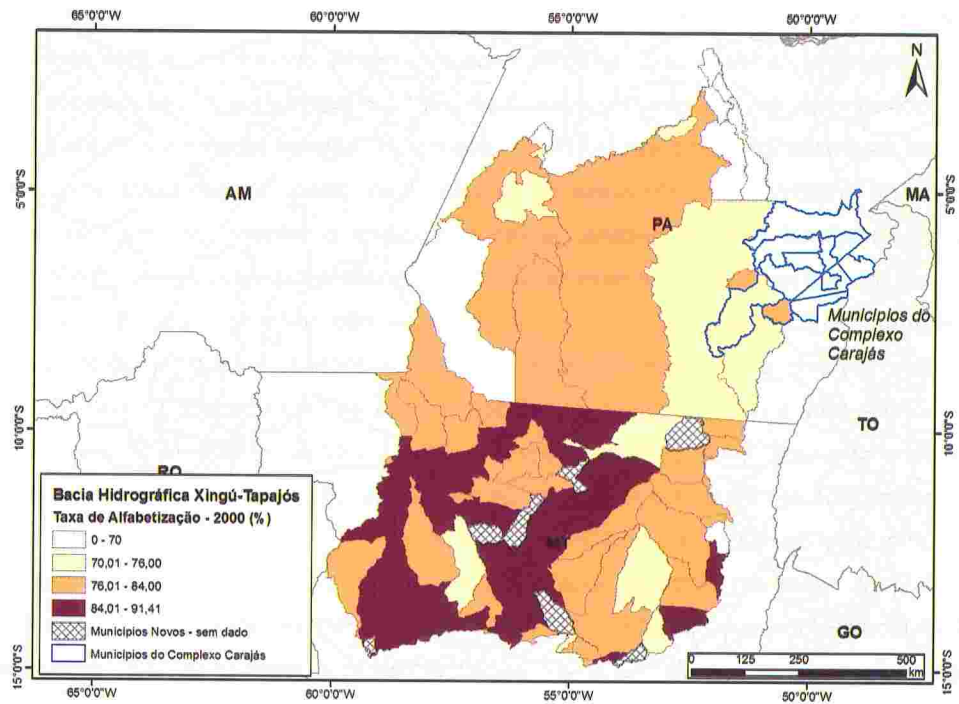 65°0'0"W 60°0'0"W 55°0'0"W 50°0'0"W
N
5°0'0"S
AM
PA
MA
5°0'0"S
Municípios do
Complexo
Carajás
10°0'0"S
TO
10°0'0"S
RO
Bacia Hidrográfica Xingú-Tapajós
Taxa de Alfabetização - 2000 (%)
0 - 70
70,01 - 76,00
76,01 - 84,00
84,01 - 91,41
Municípios Novos - sem dado
Municípios do Complexo Carajás
MT
GO
0 125 250 500
km
15°0'0"S
15°0'0"S
65°0'0"W 60°0'0"W 55°0'0"W 50°0'0"W